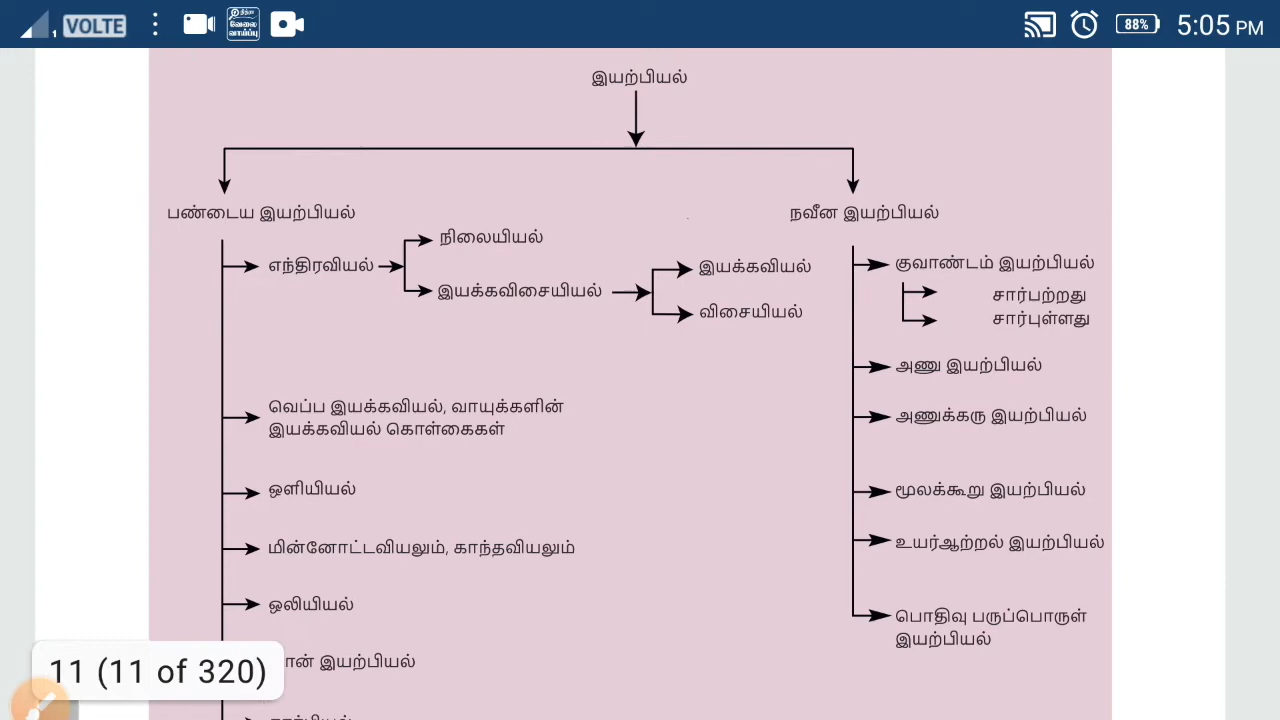 1 VOLTE
வேலை
வாய்ப்பு
88%
5:05 PM
இயற்பியல்
பண்டைய இயற்பியல்
நவீன இயற்பியல்
எந்திரவியல்
நிலையியல்
இயக்கவிசையியல்
இயக்கவியல்
விசையியல்
குவாண்டம் இயற்பியல்
சார்பற்றது
சார்புள்ளது
அணு இயற்பியல்
வெப்ப இயக்கவியல், வாயுக்களின்
இயக்கவியல் கொள்கைகள்
அணுக்கரு இயற்பியல்
ஒளியியல்
மூலக்கூறு இயற்பியல்
மின்னோட்டவியலும், காந்தவியலும்
உயர்ஆற்றல் இயற்பியல்
ஒலியியல்
பொதிவு பருப்பொருள்
இயற்பியல்
இயற்பியல்
11 (11 of 320)